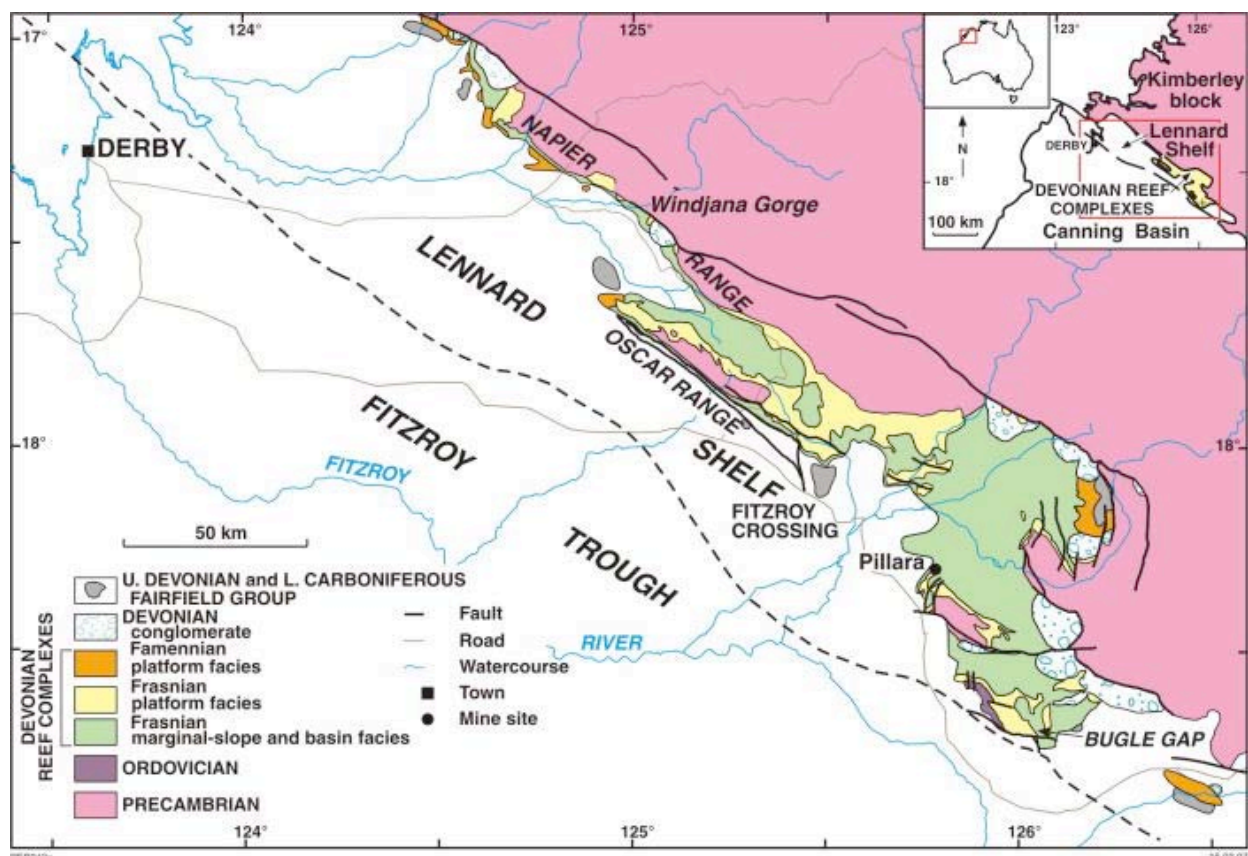 124°
125°
17°
123°
126°
Kimberley
block
Lennard
Shelf
DERBY
N
18°
DEVONIAN REEF
COMPLEXES
100 km
Canning Basin
DERBY
NAPIER
Windjana Gorge
RANGE
LENNARD
OSCAR RANGE
FITZROY
SHELF
18°
18°
FITZROY
FITZROY
CROSSING
50 km
TROUGH
Pillara
RIVER
BUGLE GAP
U. DEVONIAN and L. CARBONIFEROUS
FAIRFIELD GROUP
DEVONIAN
conglomerate
DEVONIAN
REEF COMPLEXES
Famennian
platform facies
Frasnian
platform facies
Frasnian
marginal-slope and basin facies
ORDOVICIAN
PRECAMBRIAN
Fault
Road
Watercourse
Town
Mine site
124°
125°
126°